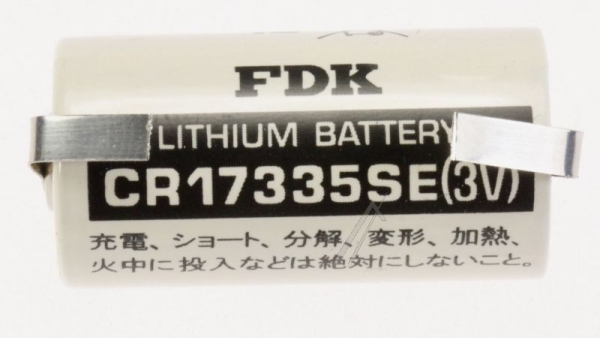 FDK
LITHIUM BATTERY
CR17335SE(3V)
充電、ショート、分解、変形、加熱、
火中に投入などは絶対にしないこと。